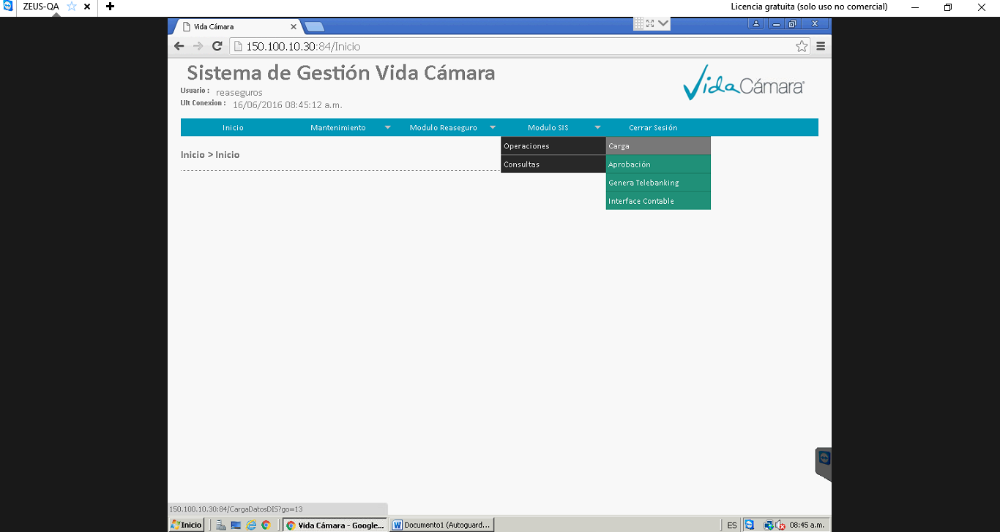 ZEUS-QA
Licencia gratuita (solo uso no comercial)
Vida Cámara
150.100.10.30:84/Inicio
Sistema de Gestión Vida Cámara
Vida Cámara®
Usuario : reaseguros
Ult Conexion : 16/06/2016 08:45:12 a.m.
Inicio Mantenimiento Modulo Reaseguro Modulo SIS Cerrar Sesión
Operaciones Carga
Inicio > Inicio
Consultas Aprobación
Genera Telebanking
Interface Contable
150.100.10.30:84/CargaDatosDIS?go=13
Inicio Vida Cámara - Google... Documento1 (Autoguard... ES 08:45 a.m.